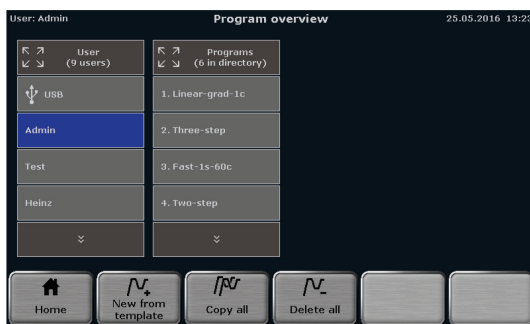 User: Admin
Program overview
25.05.2016 13:23
User
(9 users)
Programs
(6 in directory)
USB
1. Linear-grad-1c
Admin
2. Three-step
Test
3. Fast-1s-60c
Heinz
4. Two-step
Home
New from
template
Copy all
Delete all